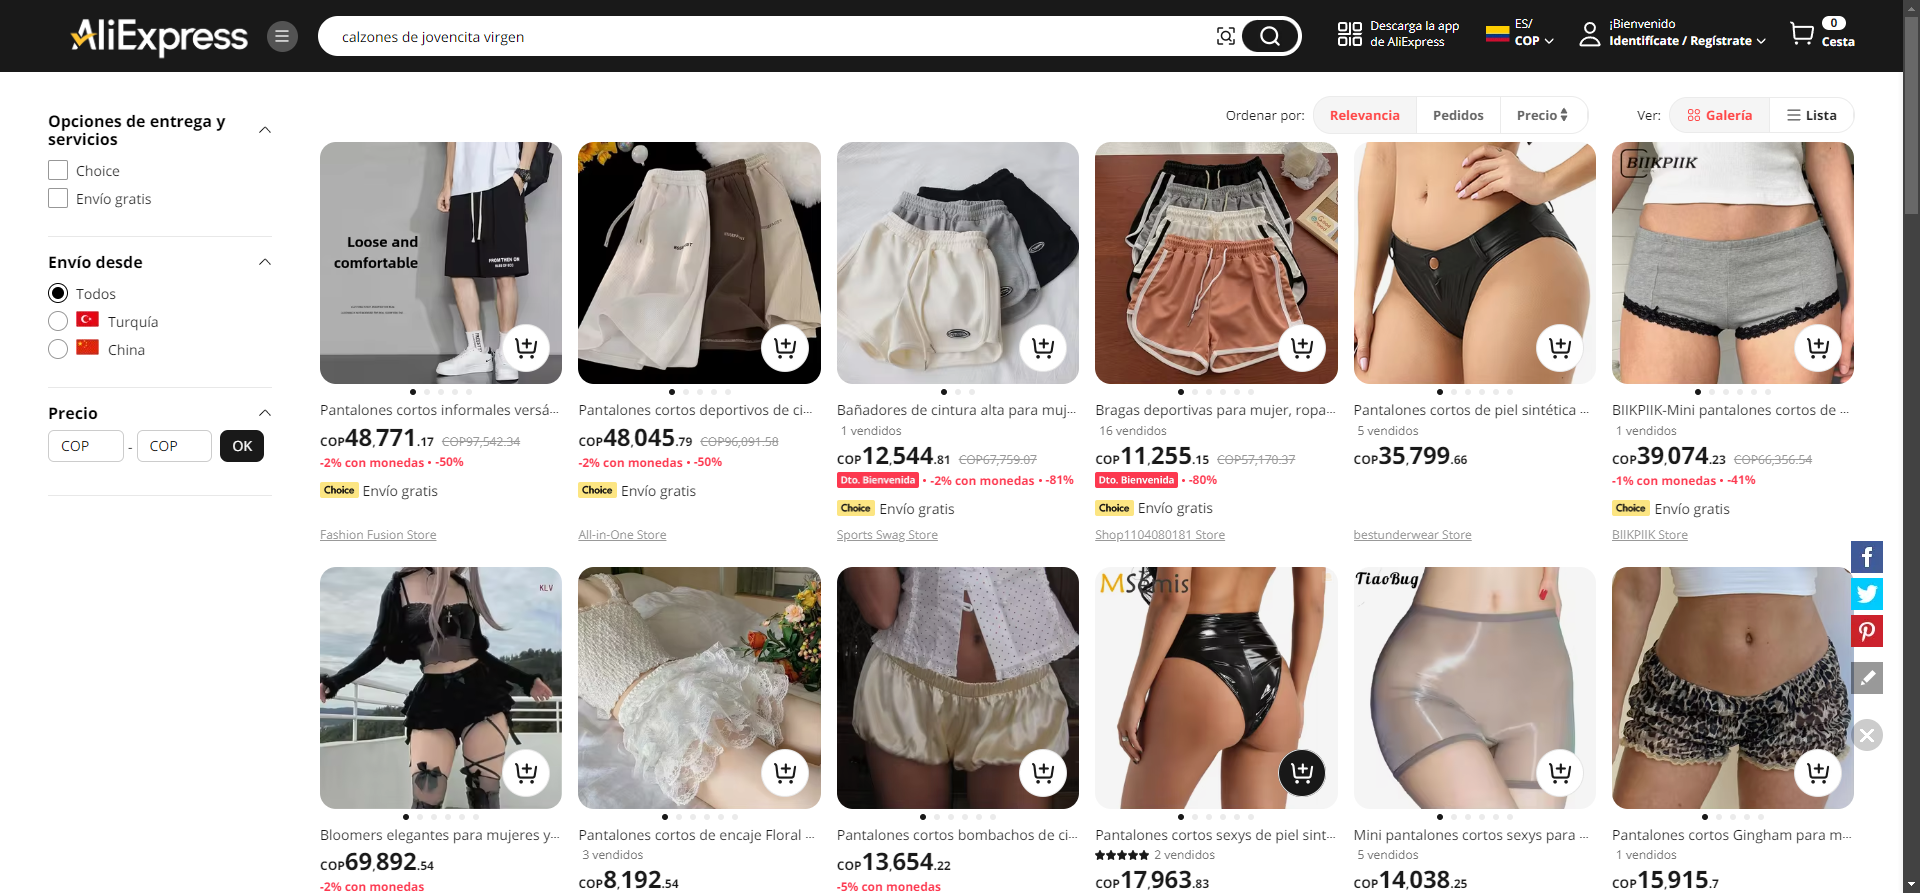 AliExpress
calzones de jovencita virgen
Descarga la app
de AliExpress
ES/
COP
¡Bienvenido
Identifícate / Regístrate
0
Cesta
Opciones de entrega y
servicios
Choice
Envío gratis
Envío desde
Todos
Turquía
China
Precio
COP - COP OK
Ordenar por: Relevancia Pedidos Precio
Ver: Galería Lista
Loose and
comfortable
FROM THEN OR
BIIKPIIK
Pantalones cortos informales versá...
COP48,771.17 COP97,542.34
-2% con monedas • -50%
Choice Envío gratis
Fashion Fusion Store
Pantalones cortos deportivos de ci...
COP48,045.79 COP96,091.58
-2% con monedas • -50%
Choice Envío gratis
All-in-One Store
Bañadores de cintura alta para muj...
1 vendidos
COP12,544.81 COP67,759.07
Dto. Bienvenida • -2% con monedas • -81%
Choice Envío gratis
Sports Swag Store
Bragas deportivas para mujer, ropa...
16 vendidos
COP11,255.15 COP57,170.37
Dto. Bienvenida • -80%
Choice Envío gratis
Shop1104080181 Store
Pantalones cortos de piel sintética ...
5 vendidos
COP35,799.66
bestunderwear Store
BIIKPIIK-Mini pantalones cortos de ...
1 vendidos
COP39,074.23 COP66,356.54
-1% con monedas • -41%
Choice Envío gratis
BIIKPIIK Store
KLV
MSemis
TiaoBug
Bloomers elegantes para mujeres y...
COP69,892.54
-2% con monedas
Pantalones cortos de encaje Floral ...
3 vendidos
COP8,192.54
Pantalones cortos bombachos de ci...
COP13,654.22
-5% con monedas
Pantalones cortos sexys de piel sint...
2 vendidos
COP17,963.83
Mini pantalones cortos sexys para ...
5 vendidos
COP14,038.25
Pantalones cortos Gingham para m...
1 vendidos
COP15,915.7